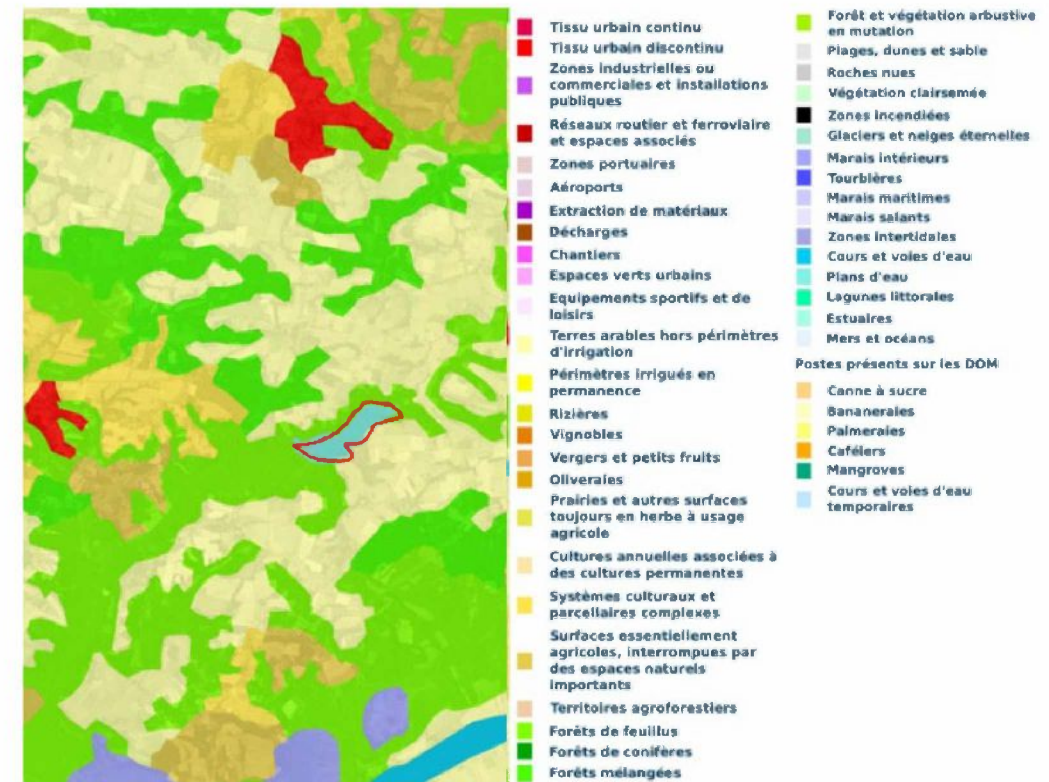 Tissu urbain continu
Tissu urbain discontinu
Zones industrielles ou
commerciales et installations
publiques
Réseaux routier et ferroviaire
et espaces associés
Zones portuaires
Aéroports
Extraction de matériaux
Décharges
Chantiers
Espaces verts urbains
Equipements sportifs et de
loisirs
Terres arables hors périmètres
d'irrigation
Périmètres irrigués en
permanence
Rizières
Vignobles
Vergers et petits fruits
Oliveraies
Prairies et autres surfaces
toujours en herbe à usage
agricole
Cultures annuelles associées à
des cultures permanentes
Systèmes culturaux et
parcellaires complexes
Surfaces essentiellement
agricoles, interrompues par
des espaces naturels
importants
Territoires agroforestiers
Forêts de feuillus
Forêts de conifères
Forêts mélangées
Forêt et végétation arbustive
en mutation
Plages, dunes et sable
Roches nues
Végétation clairsemée
Zones incendiées
Glaciers et neiges éternelles
Marais intérieurs
Tourbières
Marais maritimes
Marais salants
Zones intertidales
Cours et voies d'eau
Plans d'eau
Lagunes littorales
Estuaires
Mers et océans
Postes présents sur les DOM
Canne à sucre
Bananeraies
Palmeraies
Caféiers
Mangroves
Cours et voies d'eau
temporaires